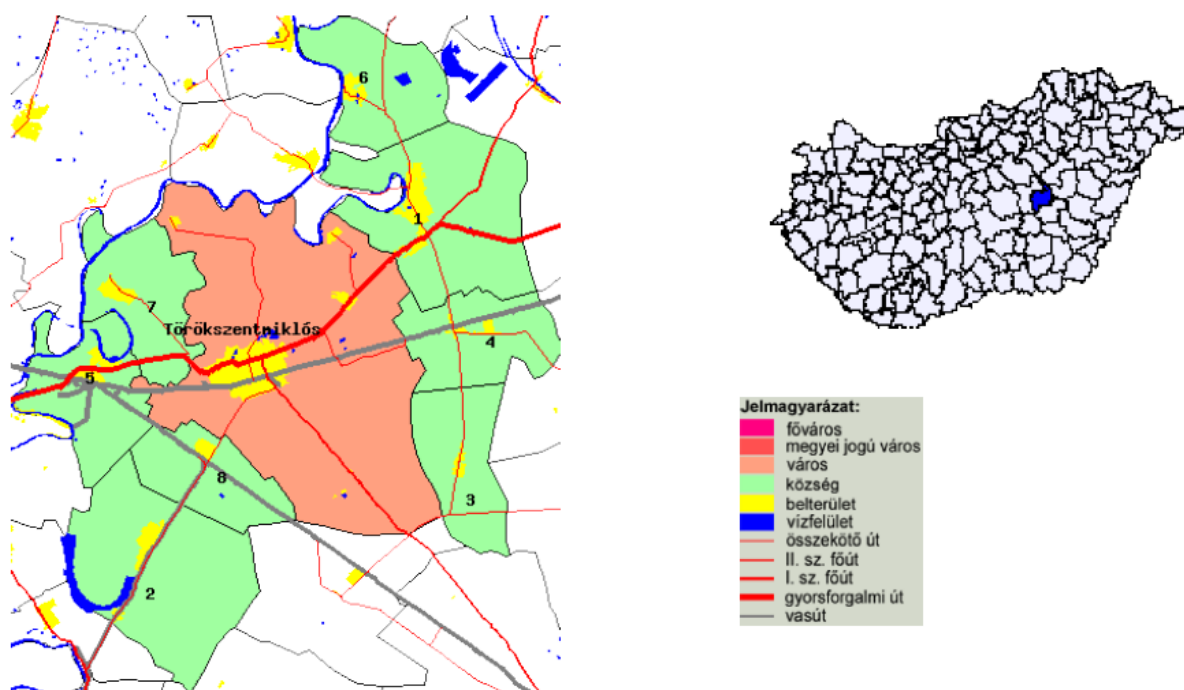 6
1
7
Törökszentmiklós
4
5
8
3
2
Jelmagyarázat:
főváros
megyei jogú város
város
község
belterület
vízfelület
összekötő út
II. sz. főút
I. sz. főút
gyorsforgalmi út
vasút